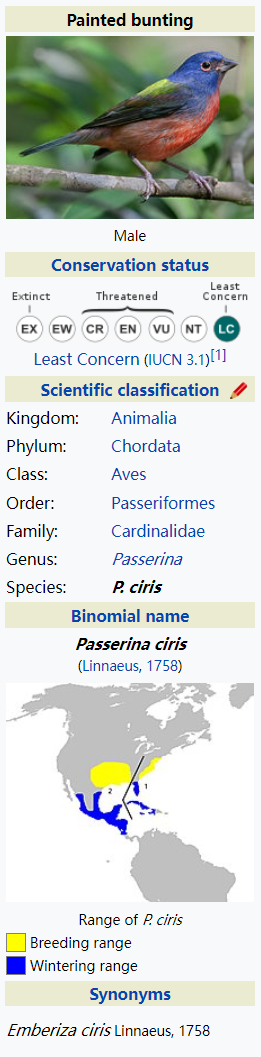 Painted bunting
Male
Conservation status
Extinct
Threatened
Least
Concern
EX EW CR EN VU NT LC
Least Concern (IUCN 3.1)[1]
Scientific classification
Kingdom: Animalia
Phylum: Chordata
Class: Aves
Order: Passeriformes
Family: Cardinalidae
Genus: Passerina
Species: P. ciris
Binomial name
Passerina ciris
(Linnaeus, 1758)
2 1
Range of P. ciris
Breeding range
Wintering range
Synonyms
Emberiza ciris Linnaeus, 1758